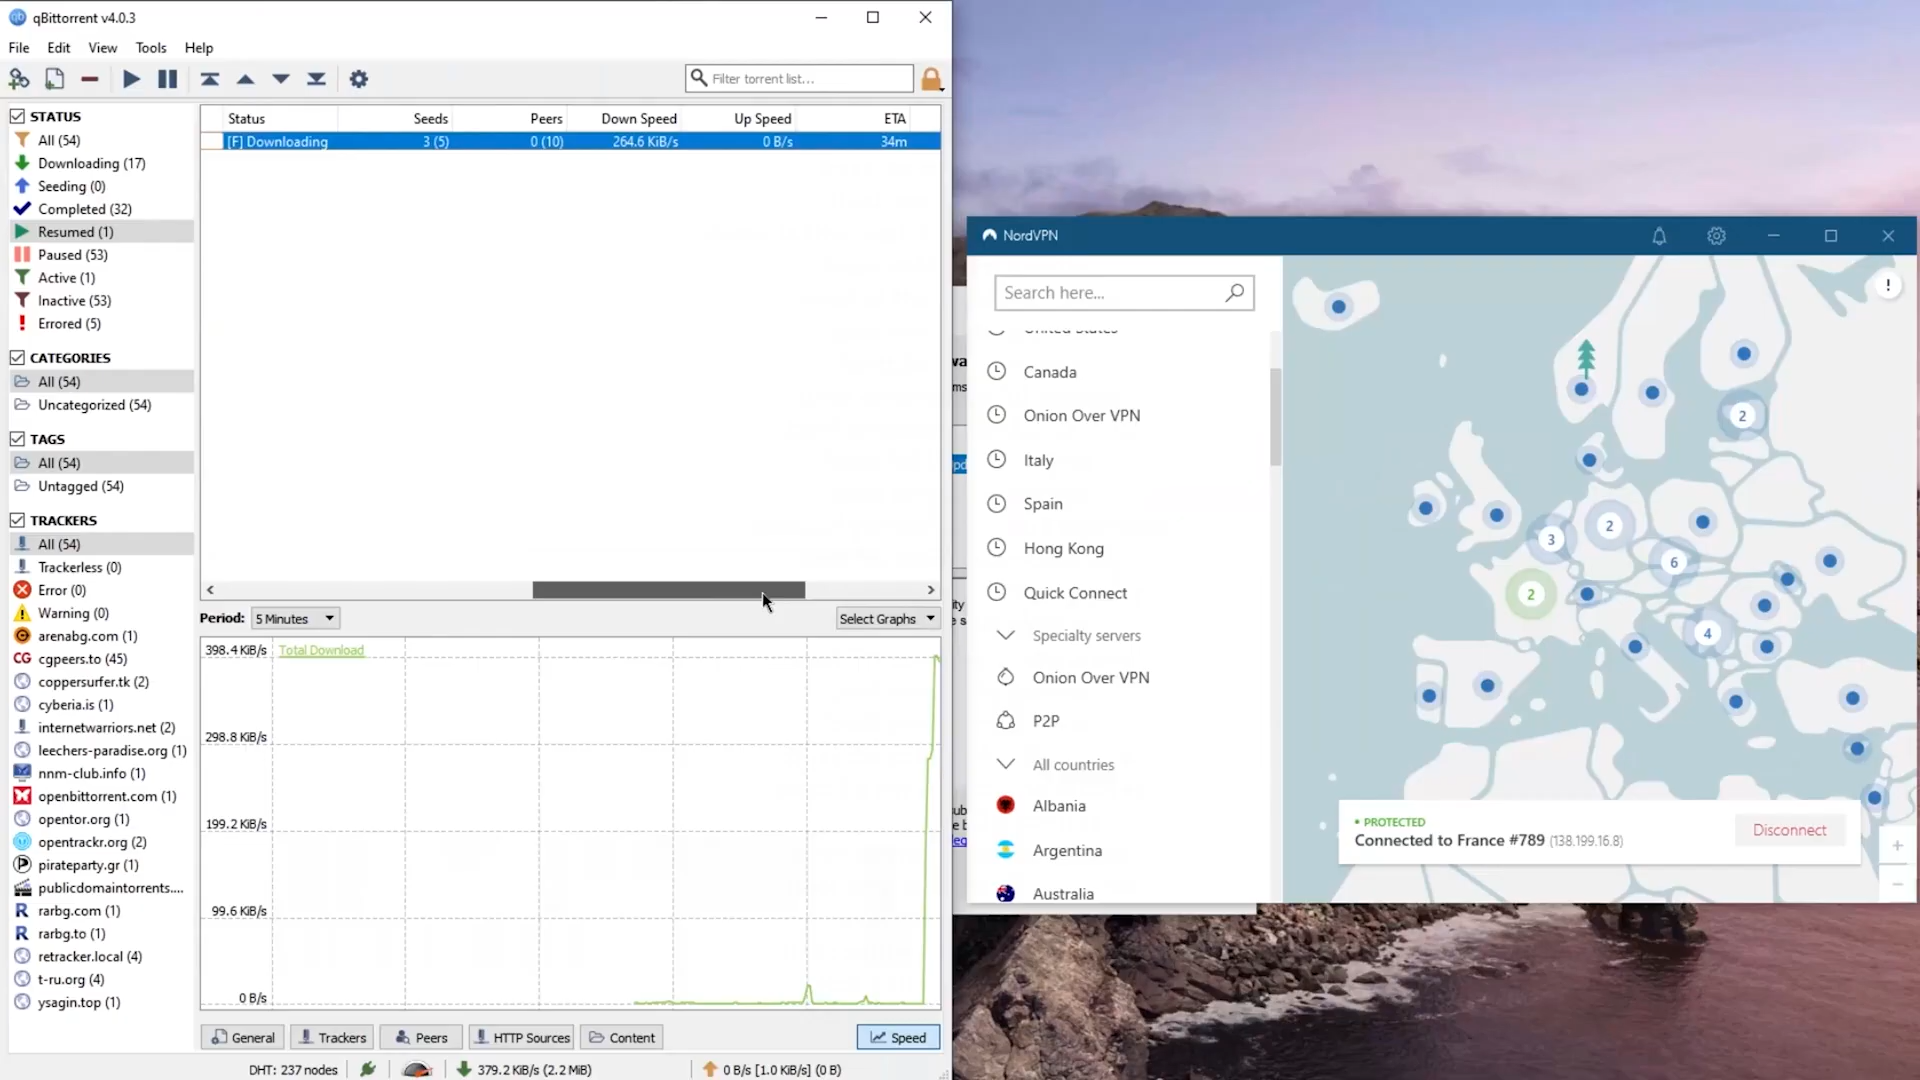 qBittorrent v4.0.3
File Edit View Tools Help
Filter torrent list...
STATUS
All (54)
Downloading (17)
Seeding (0)
Completed (32)
Resumed (1)
Paused (53)
Active (1)
Inactive (53)
Errored (5)
CATEGORIES
All (54)
Uncategorized (54)
TAGS
All (54)
Untagged (54)
TRACKERS
All (54)
Trackerless (0)
Error (0)
Warning (0)
arenabg.com (1)
CG cgpeers.to (45)
coppersurfer.tk (2)
cyberia.is (1)
internetwarriors.net (2)
leechers-paradise.org (1)
nnm-club.info (1)
openbittorrent.com (1)
opentor.org (1)
opentrackr.org (2)
pirateparty.gr (1)
publicdomaintorrents....
R rarbg.com (1)
R rarbg.to (1)
retracker.local (4)
t-ru.org (4)
ysagin.top (1)
Status Seeds Peers Down Speed Up Speed ETA
[F] Downloading 3 (5) 0 (10) 264.6 KiB/s 0 B/s 34m
Period: 5 Minutes Select Graphs
398.4 KiB/s Total Download
298.8 KiB/s
199.2 KiB/s
99.6 KiB/s
0 B/s
General Trackers Peers HTTP Sources Content Speed
DHT: 237 nodes 379.2 KiB/s (2.2 MiB) 0 B/s [1.0 KiB/s] (0 B)
NordVPN
Search here...
United States
Canada
Onion Over VPN
Italy
Spain
Hong Kong
Quick Connect
Specialty servers
Onion Over VPN
P2P
All countries
Albania
Argentina
Australia
!
2
2
3
6
2
4
PROTECTED
Connected to France #789 (138.199.16.8)
Disconnect
+
−